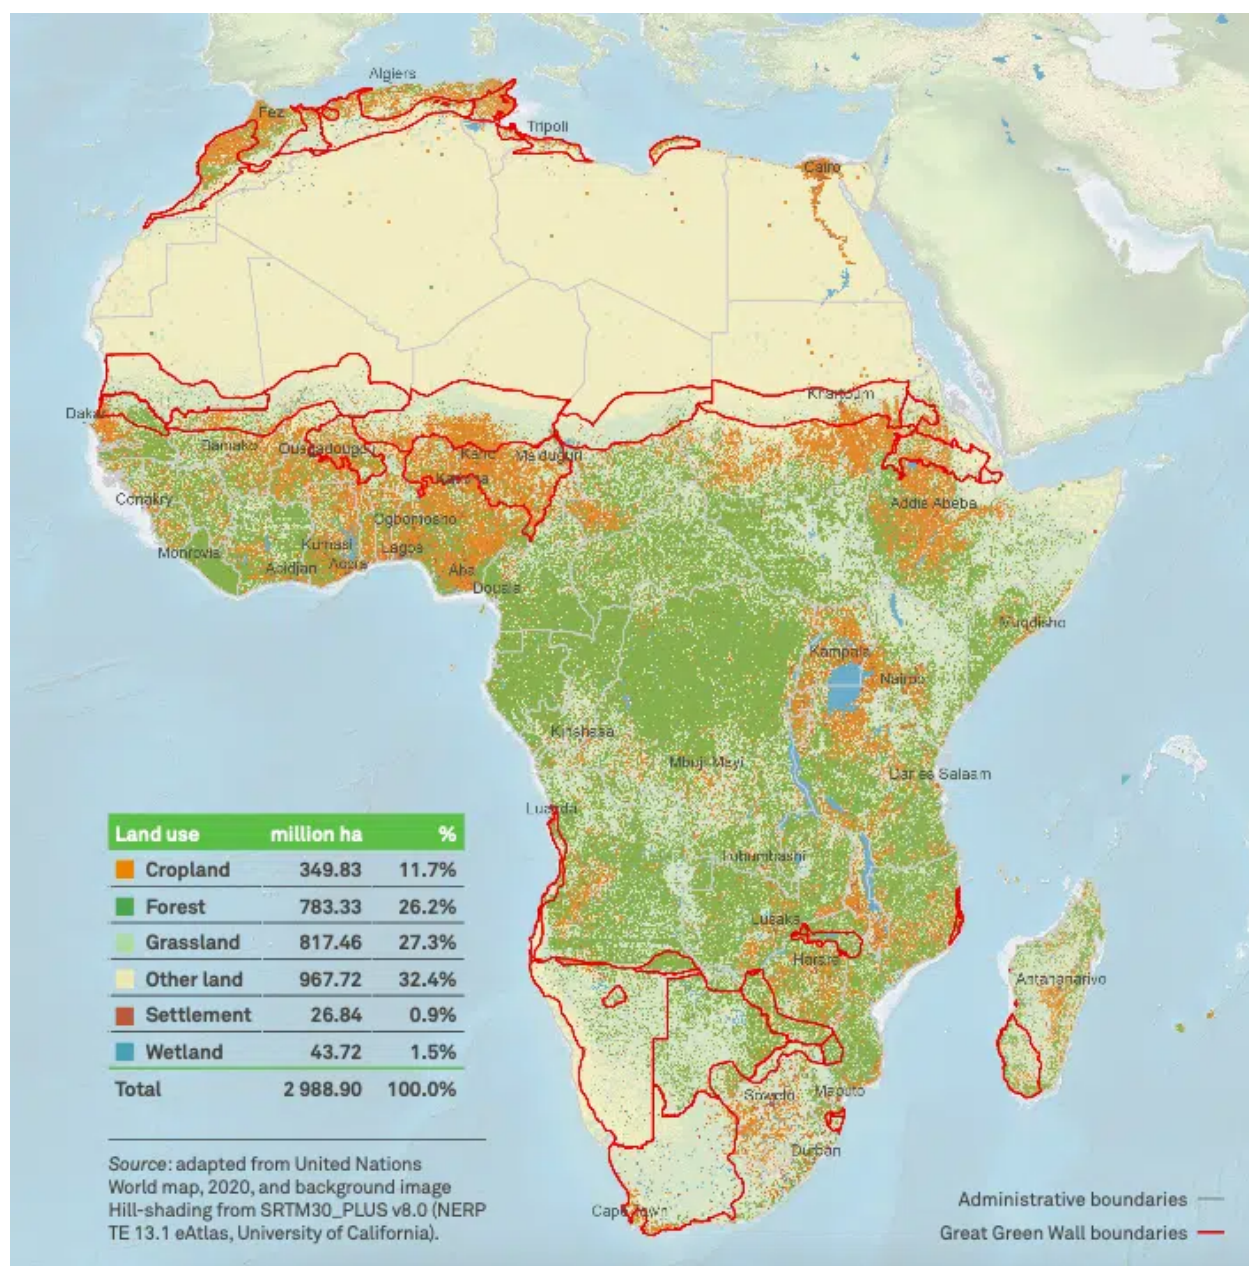 Algiers
Fez
Tripoli
Cairo
Khartoum
Dakar
Bamako
Ouagadougou
Kano
Maiduguri
Kaduna
Conakry
Addis Ababa
Ogbomosho
Monrovia
Kumasi
Lagos
Abidjan
Accra
Aba
Douala
Muqdisho
Kampala
Nairobi
Kinshasa
Mbuji-Mayi
Dar es Salaam
Luanda
Lubumbashi
Lusaka
Harare
Antananarivo
Soweto
Maputo
Durban
Cape Town
Land use million ha %
Cropland 349.83 11.7%
Forest 783.33 26.2%
Grassland 817.46 27.3%
Other land 967.72 32.4%
Settlement 26.84 0.9%
Wetland 43.72 1.5%
Total 2 988.90 100.0%
Source: adapted from United Nations
World map, 2020, and background image
Hill-shading from SRTM30_PLUS v8.0 (NERP
TE 13.1 eAtlas, University of California).
Administrative boundaries
Great Green Wall boundaries